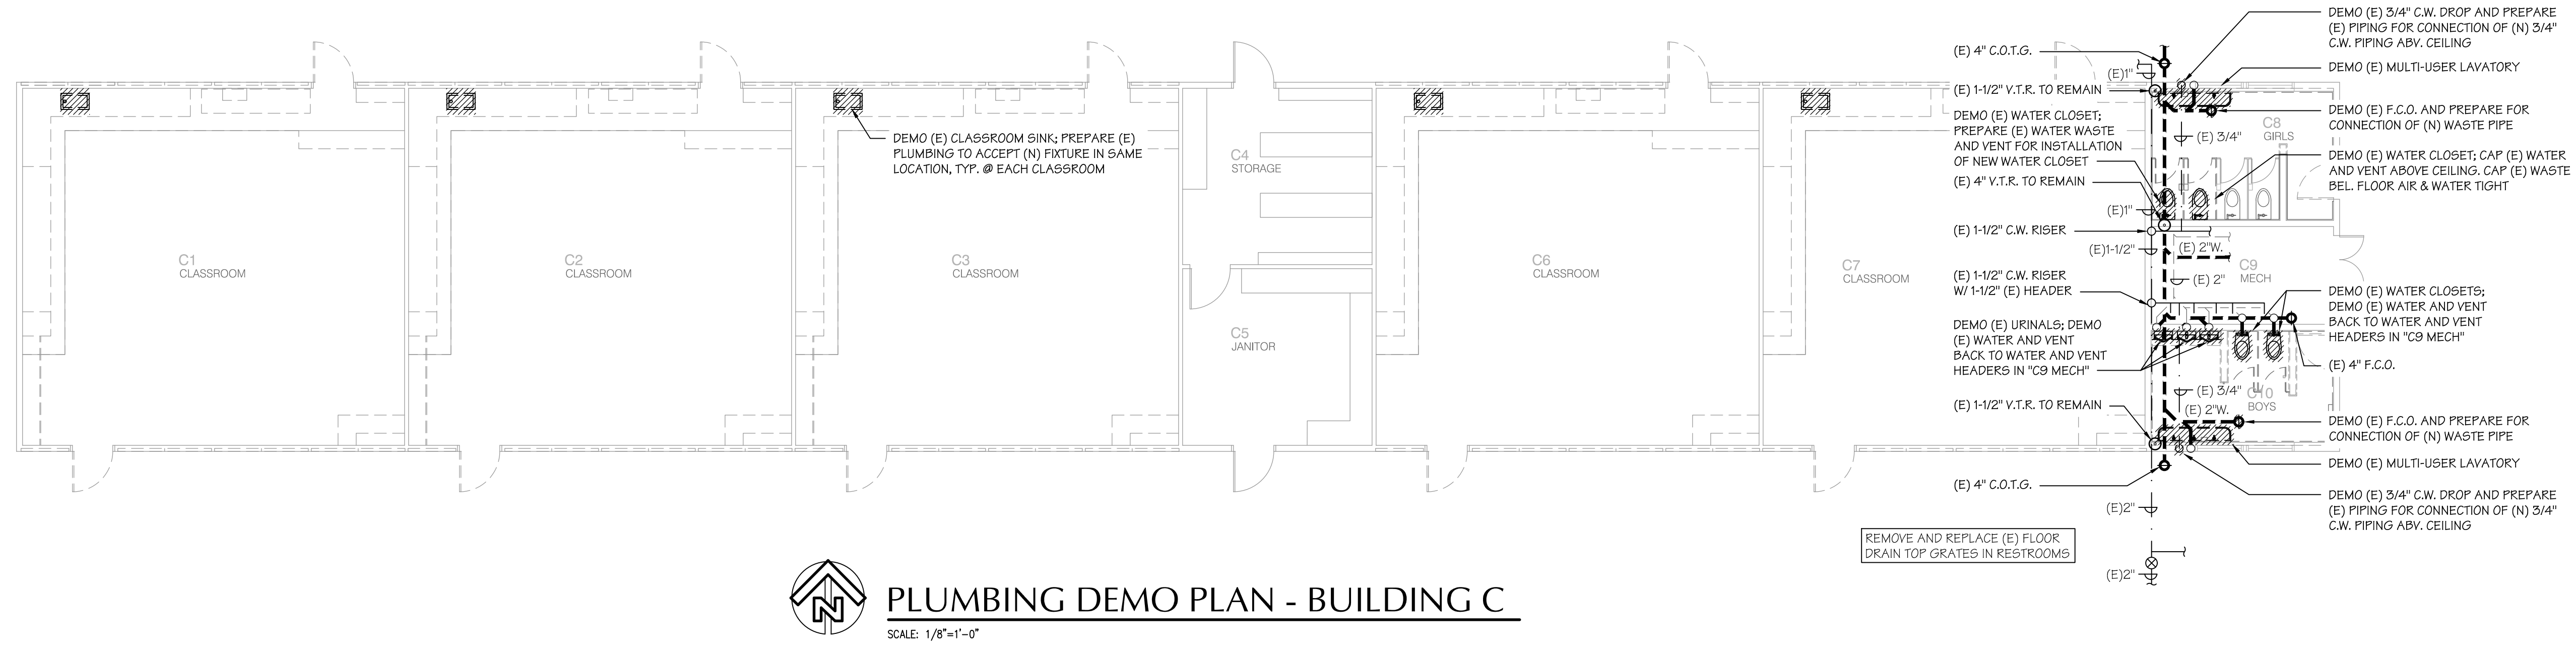 C1
CLASSROOM
C2
CLASSROOM
DEMO (E) CLASSROOM SINK; PREPARE (E)
PLUMBING TO ACCEPT (N) FIXTURE IN SAME
LOCATION, TYP. @ EACH CLASSROOM
C3
CLASSROOM
C4
STORAGE
C5
JANITOR
C6
CLASSROOM
C7
CLASSROOM
(E) 4" C.O.T.G.
(E)1"
(E) 1-1/2" V.T.R. TO REMAIN
DEMO (E) WATER CLOSET;
PREPARE (E) WATER WASTE
AND VENT FOR INSTALLATION
OF NEW WATER CLOSET
(E) 4" V.T.R. TO REMAIN
(E)1"
(E) 1-1/2" C.W. RISER
(E)1-1/2"
(E) 1-1/2" C.W. RISER
W/ 1-1/2" (E) HEADER
DEMO (E) URINALS; DEMO
(E) WATER AND VENT
BACK TO WATER AND VENT
HEADERS IN "C9 MECH"
(E) 1-1/2" V.T.R. TO REMAIN
(E) 4" C.O.T.G.
(E)2"
(E)2"
REMOVE AND REPLACE (E) FLOOR
DRAIN TOP GRATES IN RESTROOMS
C8
GIRLS
(E) 3/4"
(E) 2"W.
(E) 2"
C9
MECH
(E) 3/4"
(E) 2"W.
C10
BOYS
DEMO (E) 3/4" C.W. DROP AND PREPARE
(E) PIPING FOR CONNECTION OF (N) 3/4"
C.W. PIPING ABV. CEILING
DEMO (E) MULTI-USER LAVATORY
DEMO (E) F.C.O. AND PREPARE FOR
CONNECTION OF (N) WASTE PIPE
DEMO (E) WATER CLOSET; CAP (E) WATER
AND VENT ABOVE CEILING. CAP (E) WASTE
BEL. FLOOR AIR & WATER TIGHT
DEMO (E) WATER CLOSETS;
DEMO (E) WATER AND VENT
BACK TO WATER AND VENT
HEADERS IN "C9 MECH"
(E) 4" F.C.O.
DEMO (E) F.C.O. AND PREPARE FOR
CONNECTION OF (N) WASTE PIPE
DEMO (E) MULTI-USER LAVATORY
DEMO (E) 3/4" C.W. DROP AND PREPARE
(E) PIPING FOR CONNECTION OF (N) 3/4"
C.W. PIPING ABV. CEILING
N
PLUMBING DEMO PLAN - BUILDING C
SCALE: 1/8"=1'-0"